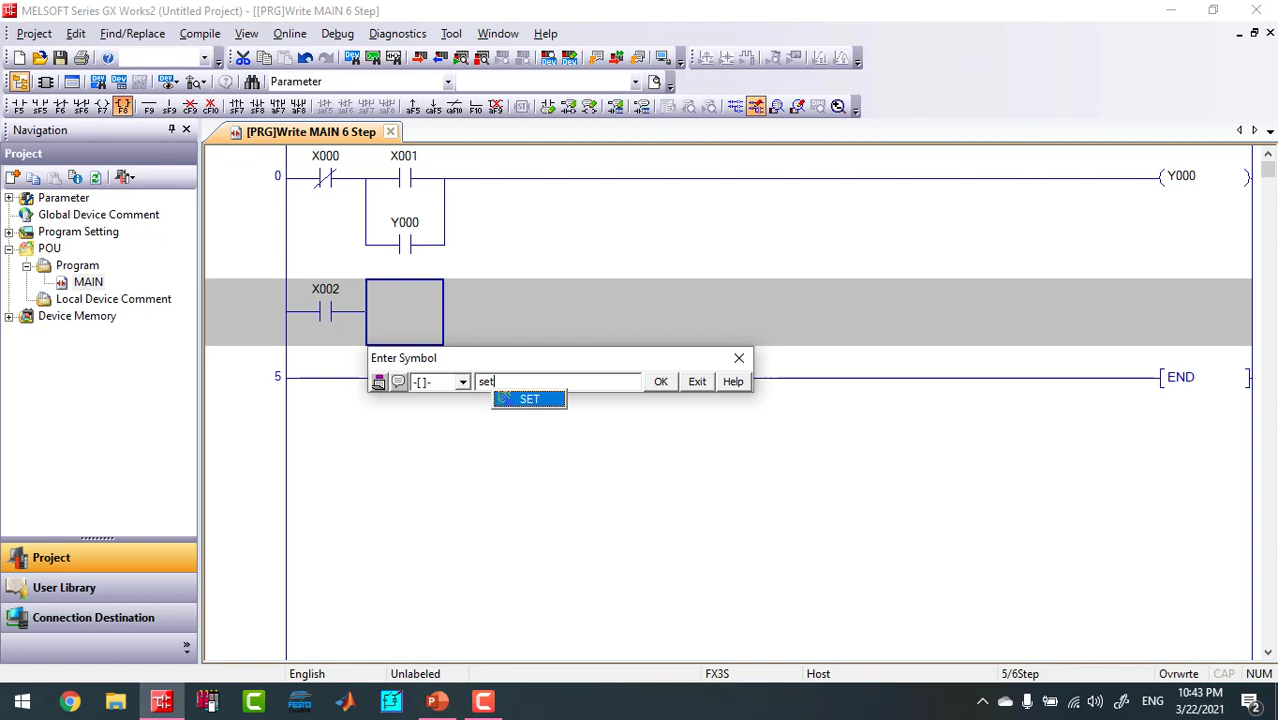 MELSOFT Series GX Works2 (Untitled Project) - [[PRG]Write MAIN 6 Step]
Project Edit Find/Replace Compile View Online Debug Diagnostics Tool Window Help
Parameter
Navigation
[PRG]Write MAIN 6 Step
Project
Parameter
Global Device Comment
Program Setting
POU
Program
MAIN
Local Device Comment
Device Memory
X000 X001
0 Y000
Y000
X002
Enter Symbol
-[ ]- set OK Exit Help
SET
5 END
Project
User Library
Connection Destination
English Unlabeled FX3S Host 5/6Step Ovrwrte CAP NUM
FESTO
ENG
10:43 PM
3/22/2021
2